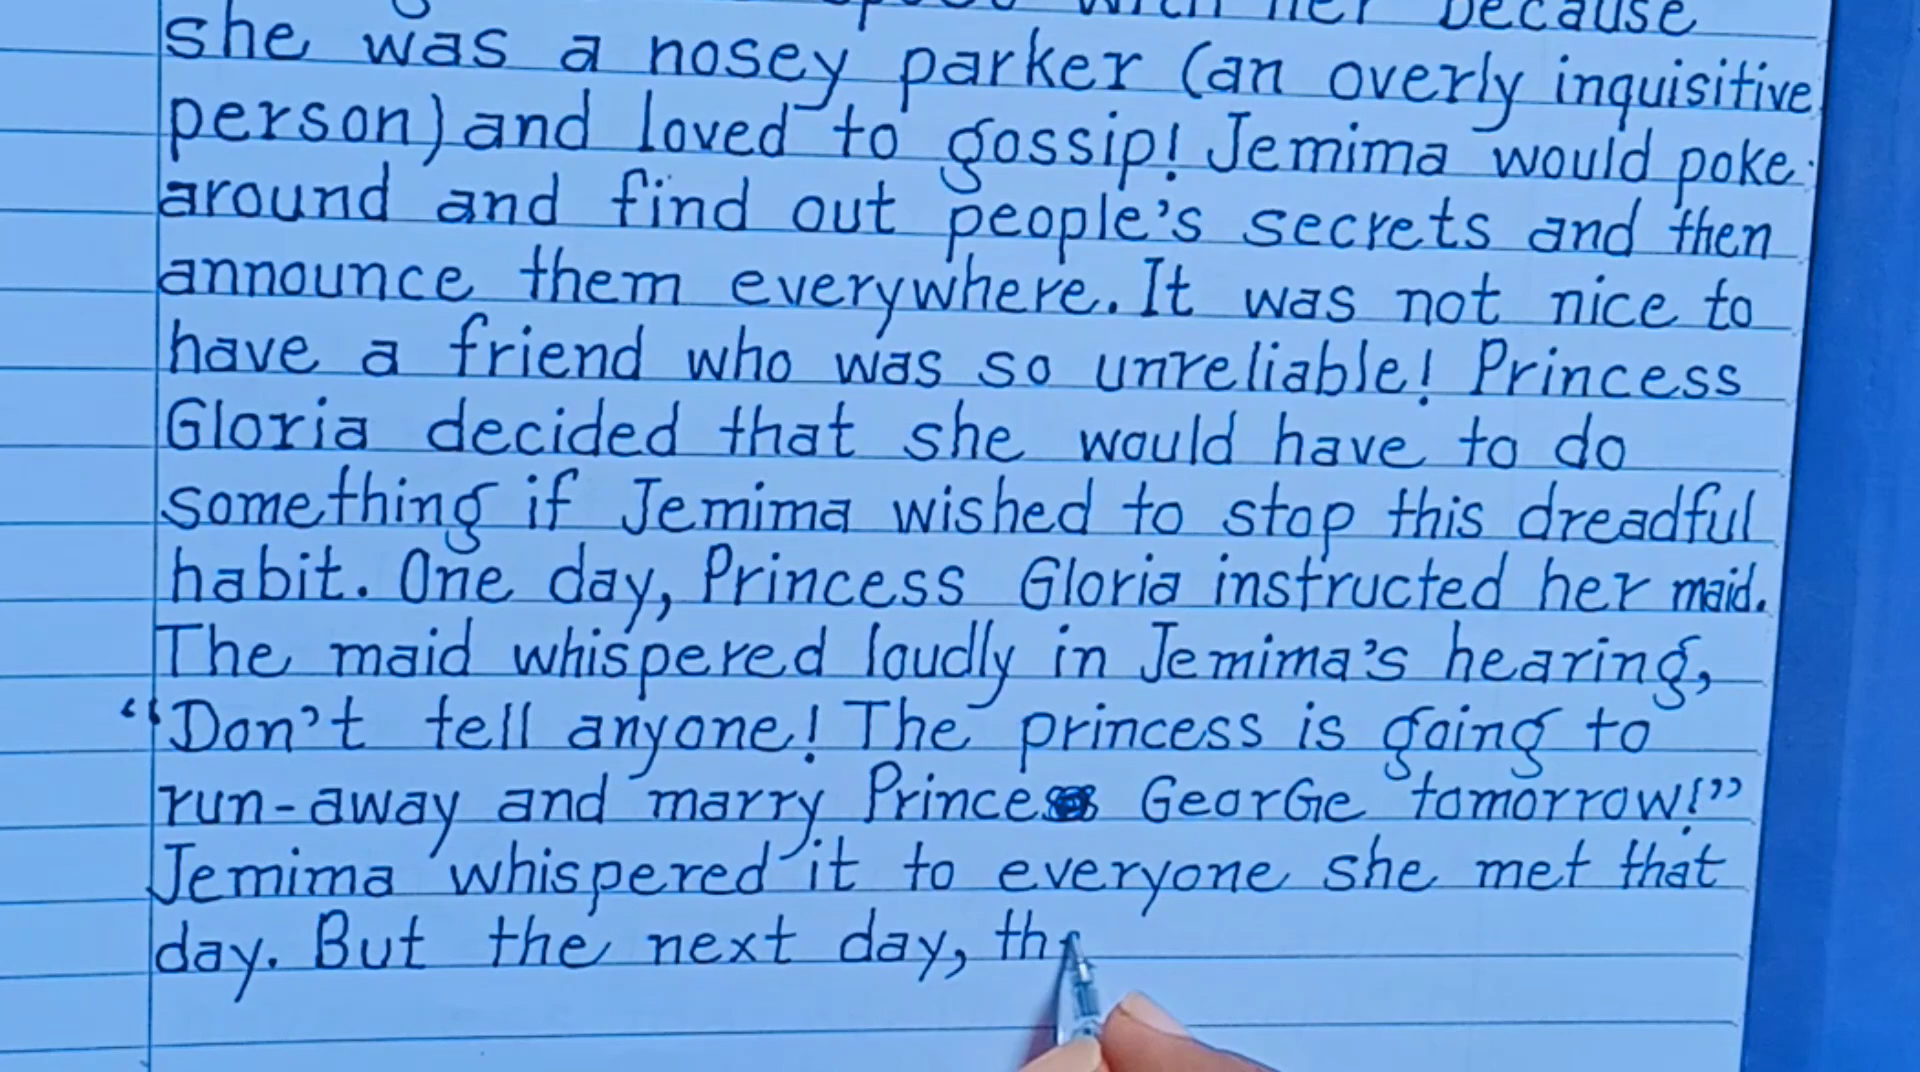 with her because
she was a nosey parker (an overly inquisitive
person) and loved to gossip! Jemima would poke
around and find out people's secrets and then
announce them everywhere. It was not nice to
have a friend who was so unreliable! Princess
Gloria decided that she would have to do
something if Jemima wished to stop this dreadful
habit. One day, Princess Gloria instructed her maid.
The maid whispered loudly in Jemima's hearing,
"Don't tell anyone! The princess is going to
run-away and marry Prince GeorGe tomorrow!"
Jemima whispered it to everyone she met that
day. But the next day, th